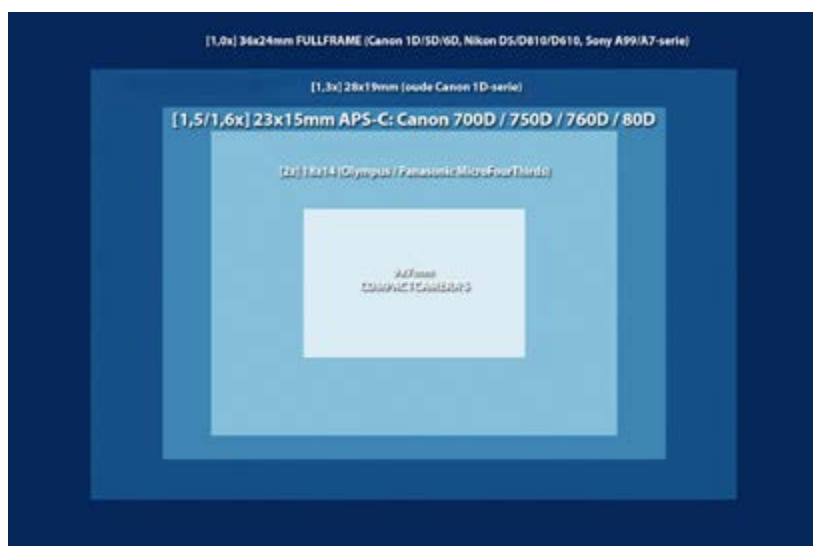 [1,0x] 36x24mm FULLFRAME (Canon 1D/5D/6D, Nikon D5/D810/D610, Sony A99/A7-serie)
[1,3x] 28x19mm (oude Canon 1D-serie)
[1,5/1,6x] 23x15mm APS-C: Canon 700D / 750D / 760D / 80D
[2x] 18x14 (Olympus / Panasonic MicroFourThirds)
9x7mm
COMPACTCAMERA'S